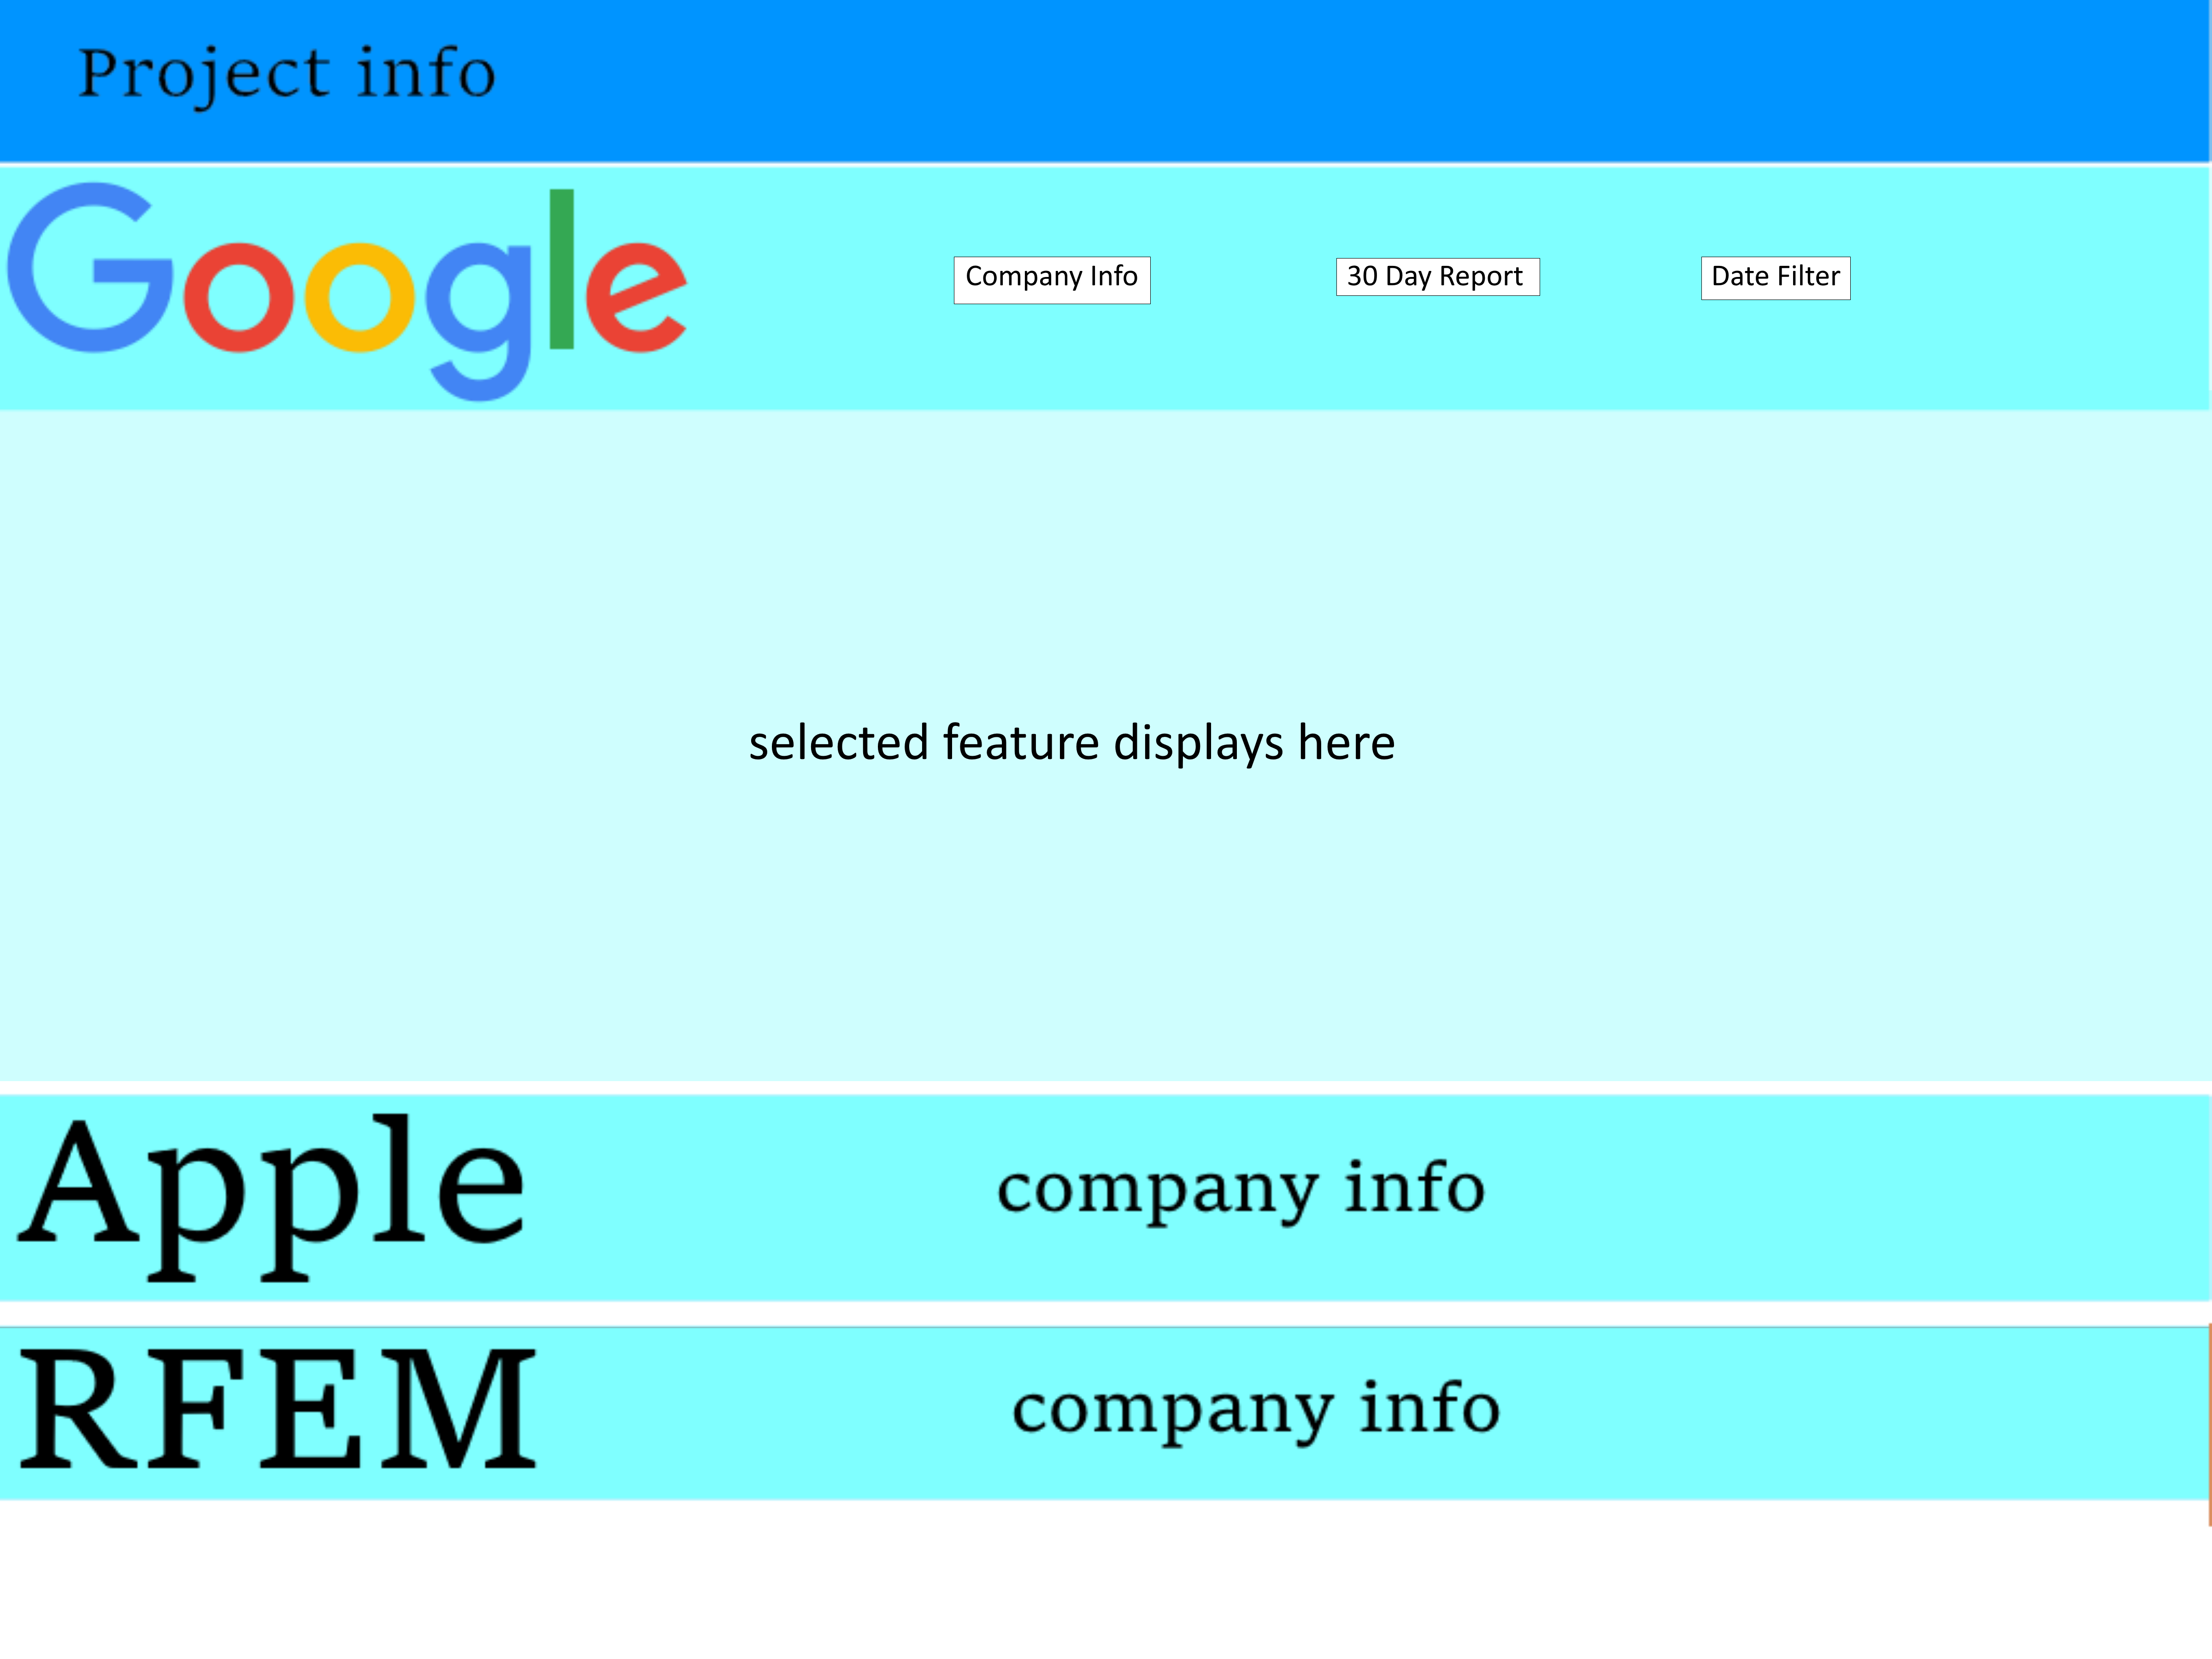 Project info
Google
Company Info
30 Day Report
Date Filter
selected feature displays here
Apple
company info
RFEM
company info